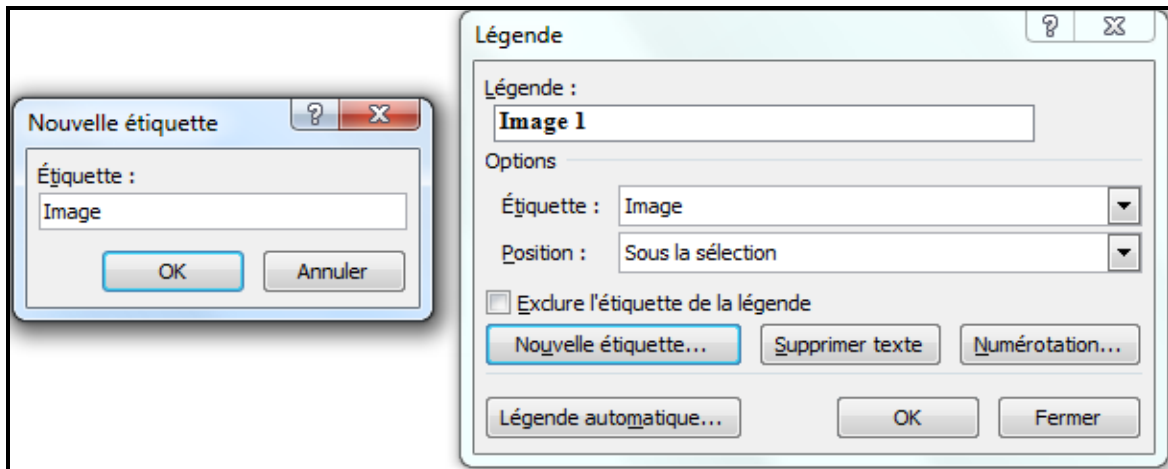 Nouvelle étiquette
Étiquette :
Image
OK Annuler
Légende
Légende :
Image 1
Options
Étiquette : Image
Position : Sous la sélection
Exclure l'étiquette de la légende
Nouvelle étiquette... Supprimer texte Numérotation...
Légende automatique... OK Fermer